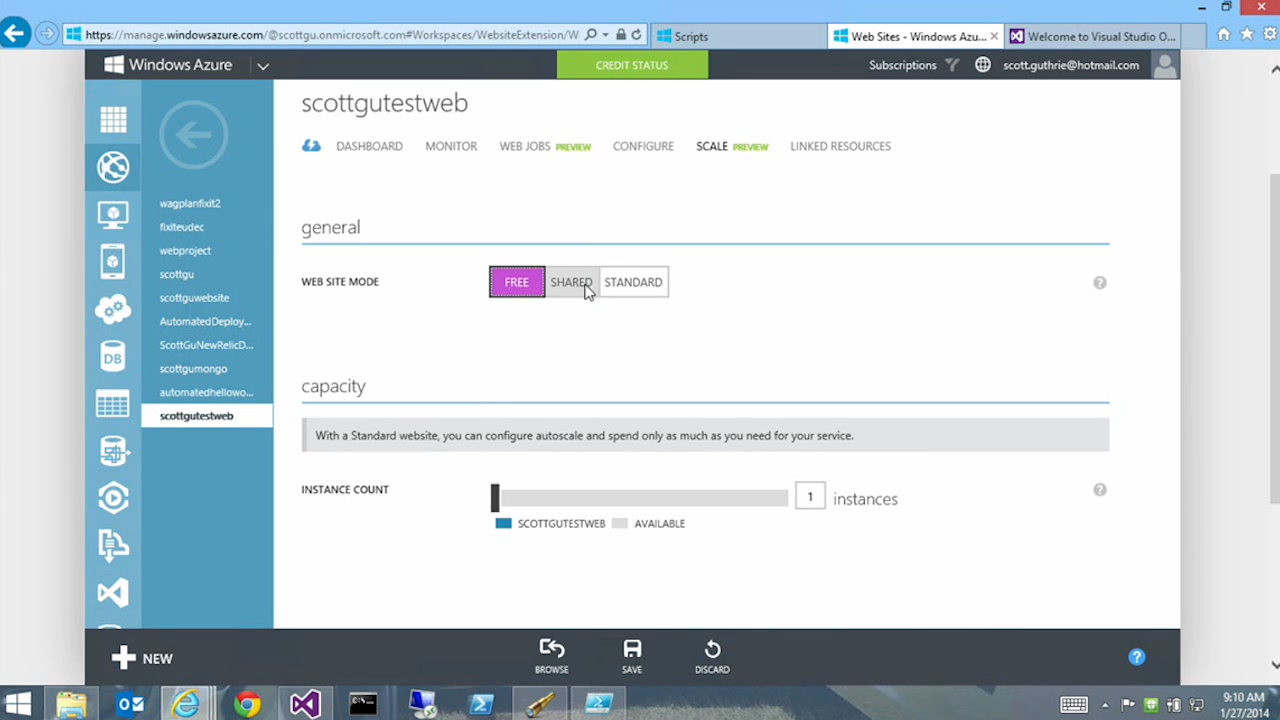 https://manage.windowsazure.com/@scottgu.onmicrosoft.com#Workspaces/WebsiteExtension/W
Scripts
Web Sites - Windows Azu...
Welcome to Visual Studio O...
Windows Azure
CREDIT STATUS
Subscriptions
scott.guthrie@hotmail.com
scottgutestweb
DASHBOARD
MONITOR
WEB JOBS PREVIEW
CONFIGURE
SCALE PREVIEW
LINKED RESOURCES
wagplanfixit2
fixiteudec
webproject
scottgu
scottguwebsite
AutomatedDeploy...
ScottGuNewRelicD...
scottgumongo
automatedhellowo...
scottgutestweb
general
WEB SITE MODE
FREE
SHARED
STANDARD
?
capacity
With a Standard website, you can configure autoscale and spend only as much as you need for your service.
INSTANCE COUNT
1
instances
?
SCOTTGUTESTWEB
AVAILABLE
DB
NEW
BROWSE
SAVE
DISCARD
?
9:10 AM
1/27/2014